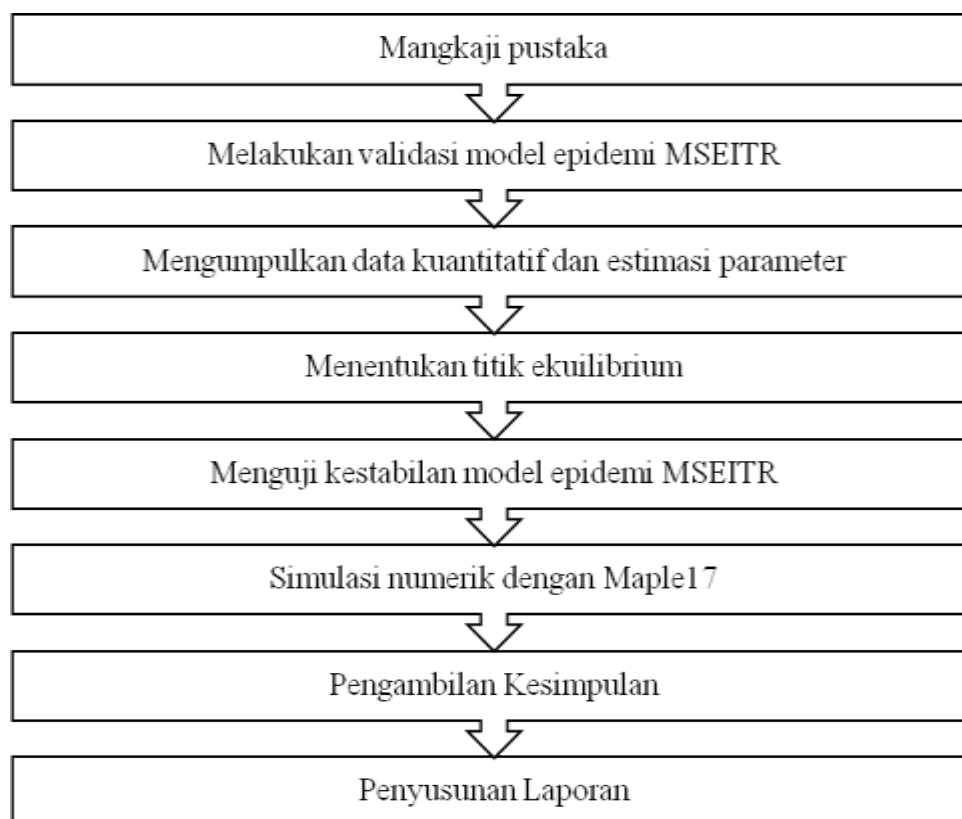 Mangkaji pustaka
Melakukan validasi model epidemi MSEITR
Mengumpulkan data kuantitatif dan estimasi parameter
Menentukan titik ekuilibrium
Menguji kestabilan model epidemi MSEITR
Simulasi numerik dengan Maple17
Pengambilan Kesimpulan
Penyusunan Laporan